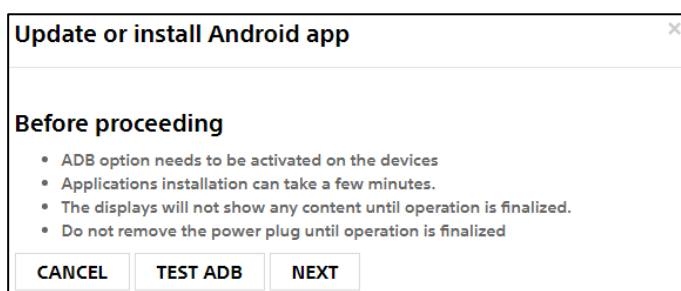 Update or install Android app
×
Before proceeding
• ADB option needs to be activated on the devices
• Applications installation can take a few minutes.
• The displays will not show any content until operation is finalized.
• Do not remove the power plug until operation is finalized
CANCEL TEST ADB NEXT